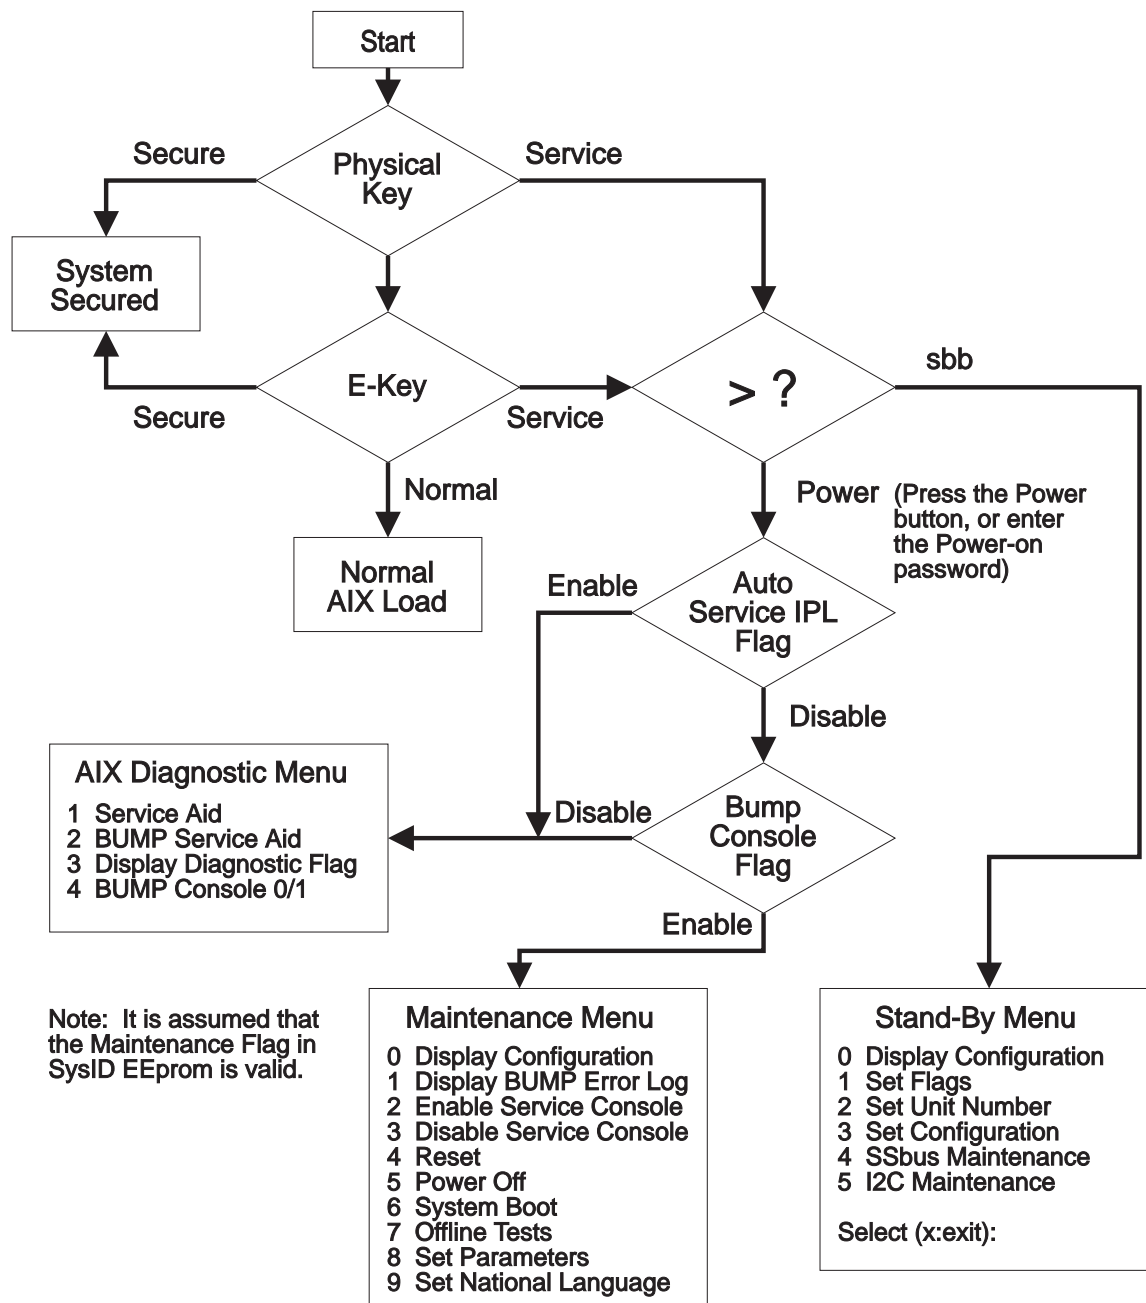 Start
Physical
Key
Secure
Service
System
Secured
E-Key
Secure
Service
> ?
sbb
Normal
Normal
AIX Load
Power (Press the Power
button, or enter
the Power-on
password)
Auto
Service IPL
Flag
Enable
Disable
Bump
Console
Flag
Disable
Enable
AIX Diagnostic Menu
1 Service Aid
2 BUMP Service Aid
3 Display Diagnostic Flag
4 BUMP Console 0/1
Note: It is assumed that
the Maintenance Flag in
SysID EEprom is valid.
Maintenance Menu
0 Display Configuration
1 Display BUMP Error Log
2 Enable Service Console
3 Disable Service Console
4 Reset
5 Power Off
6 System Boot
7 Offline Tests
8 Set Parameters
9 Set National Language
Stand-By Menu
0 Display Configuration
1 Set Flags
2 Set Unit Number
3 Set Configuration
4 SSbus Maintenance
5 I2C Maintenance
Select (x:exit):